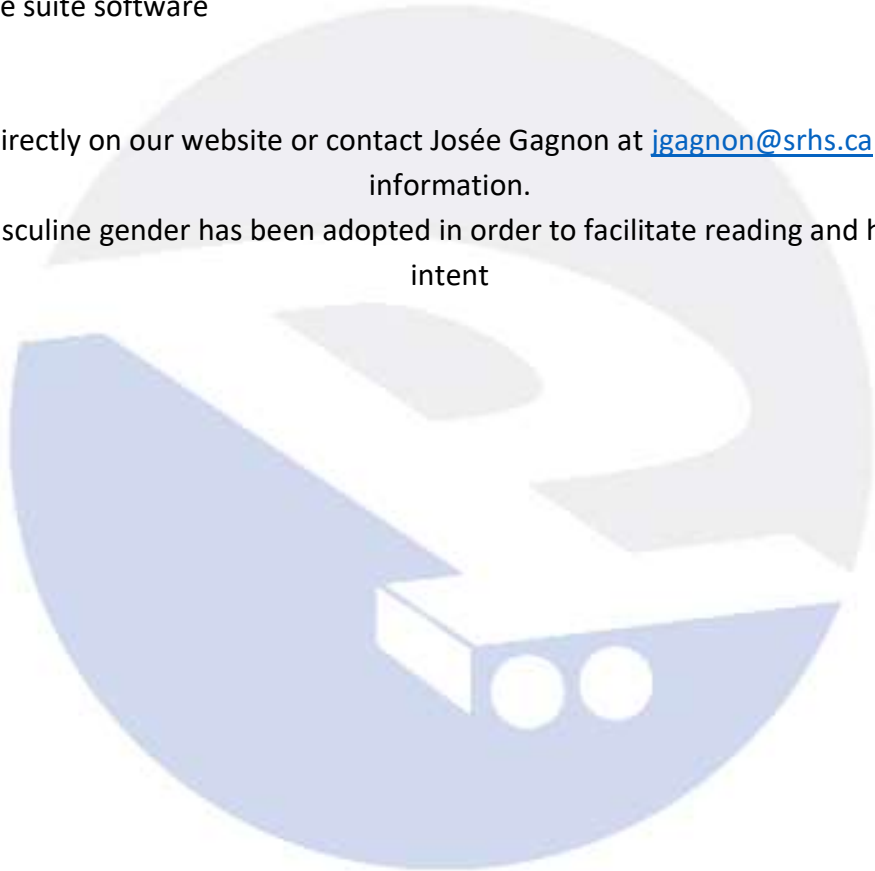 e suite software
irectly on our website or contact Josée Gagnon at jgagnon@srhs.ca
information.
sculine gender has been adopted in order to facilitate reading and h
intent